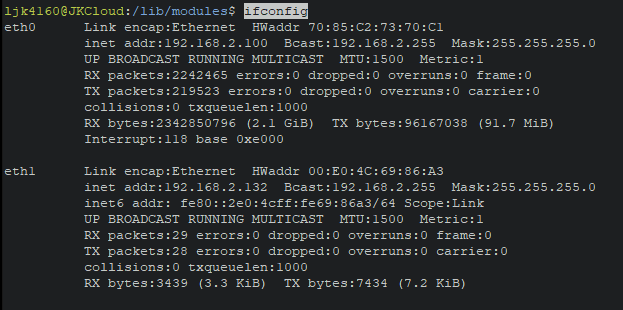 ljk4160@JKCloud:/lib/modules$ ifconfig
eth0 Link encap:Ethernet HWaddr 70:85:C2:73:70:C1
inet addr:192.168.2.100 Bcast:192.168.2.255 Mask:255.255.255.0
UP BROADCAST RUNNING MULTICAST MTU:1500 Metric:1
RX packets:2242465 errors:0 dropped:0 overruns:0 frame:0
TX packets:219523 errors:0 dropped:0 overruns:0 carrier:0
collisions:0 txqueuelen:1000
RX bytes:2342850796 (2.1 GiB) TX bytes:96167038 (91.7 MiB)
Interrupt:118 base 0xe000
eth1 Link encap:Ethernet HWaddr 00:E0:4C:69:86:A3
inet addr:192.168.2.132 Bcast:192.168.2.255 Mask:255.255.255.0
inet6 addr: fe80::2e0:4cff:fe69:86a3/64 Scope:Link
UP BROADCAST RUNNING MULTICAST MTU:1500 Metric:1
RX packets:29 errors:0 dropped:0 overruns:0 frame:0
TX packets:28 errors:0 dropped:0 overruns:0 carrier:0
collisions:0 txqueuelen:1000
RX bytes:3439 (3.3 KiB) TX bytes:7434 (7.2 KiB)